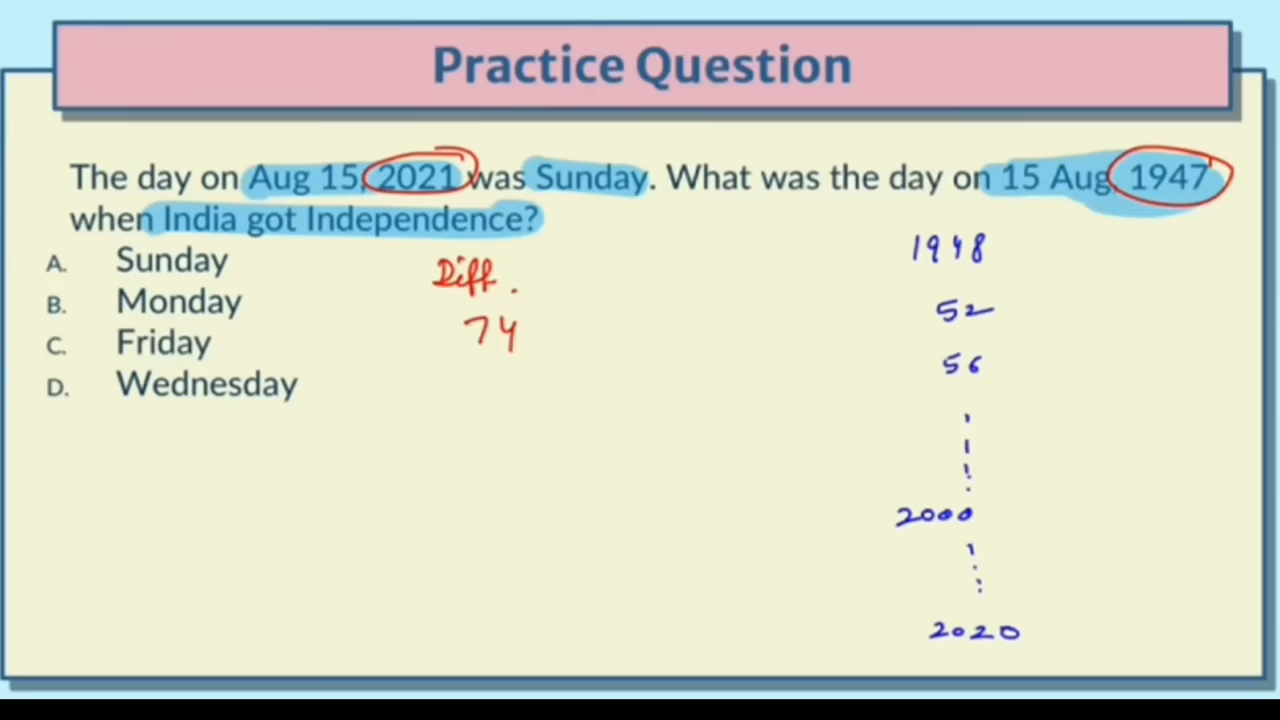 Practice Question
The day on Aug 15, 2021 was Sunday. What was the day on 15 Aug, 1947
when India got Independence?
A. Sunday
B. Monday
C. Friday
D. Wednesday
Diff.
74
1948
52
56
2000
2020